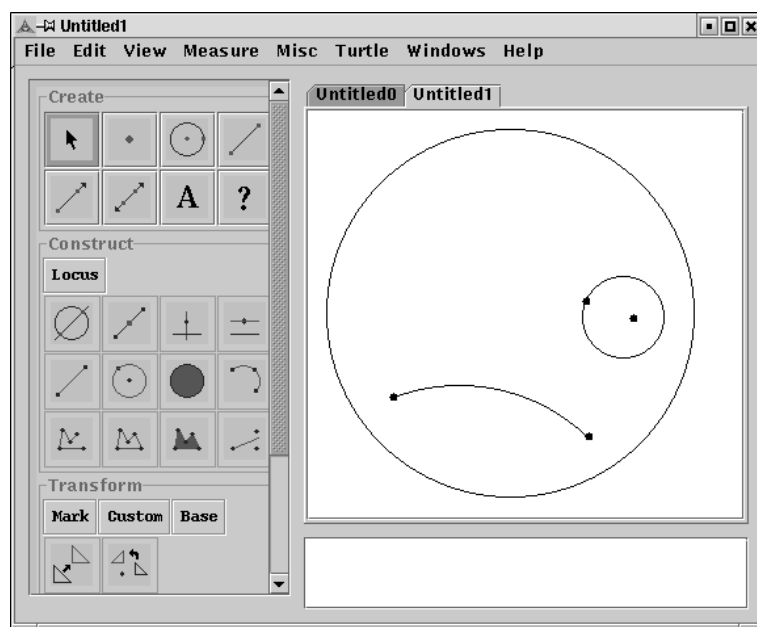 Untitled1
File Edit View Measure Misc Turtle Windows Help
Create
A ?
Construct
Locus
Transform
Mark Custom Base
Untitled0 Untitled1